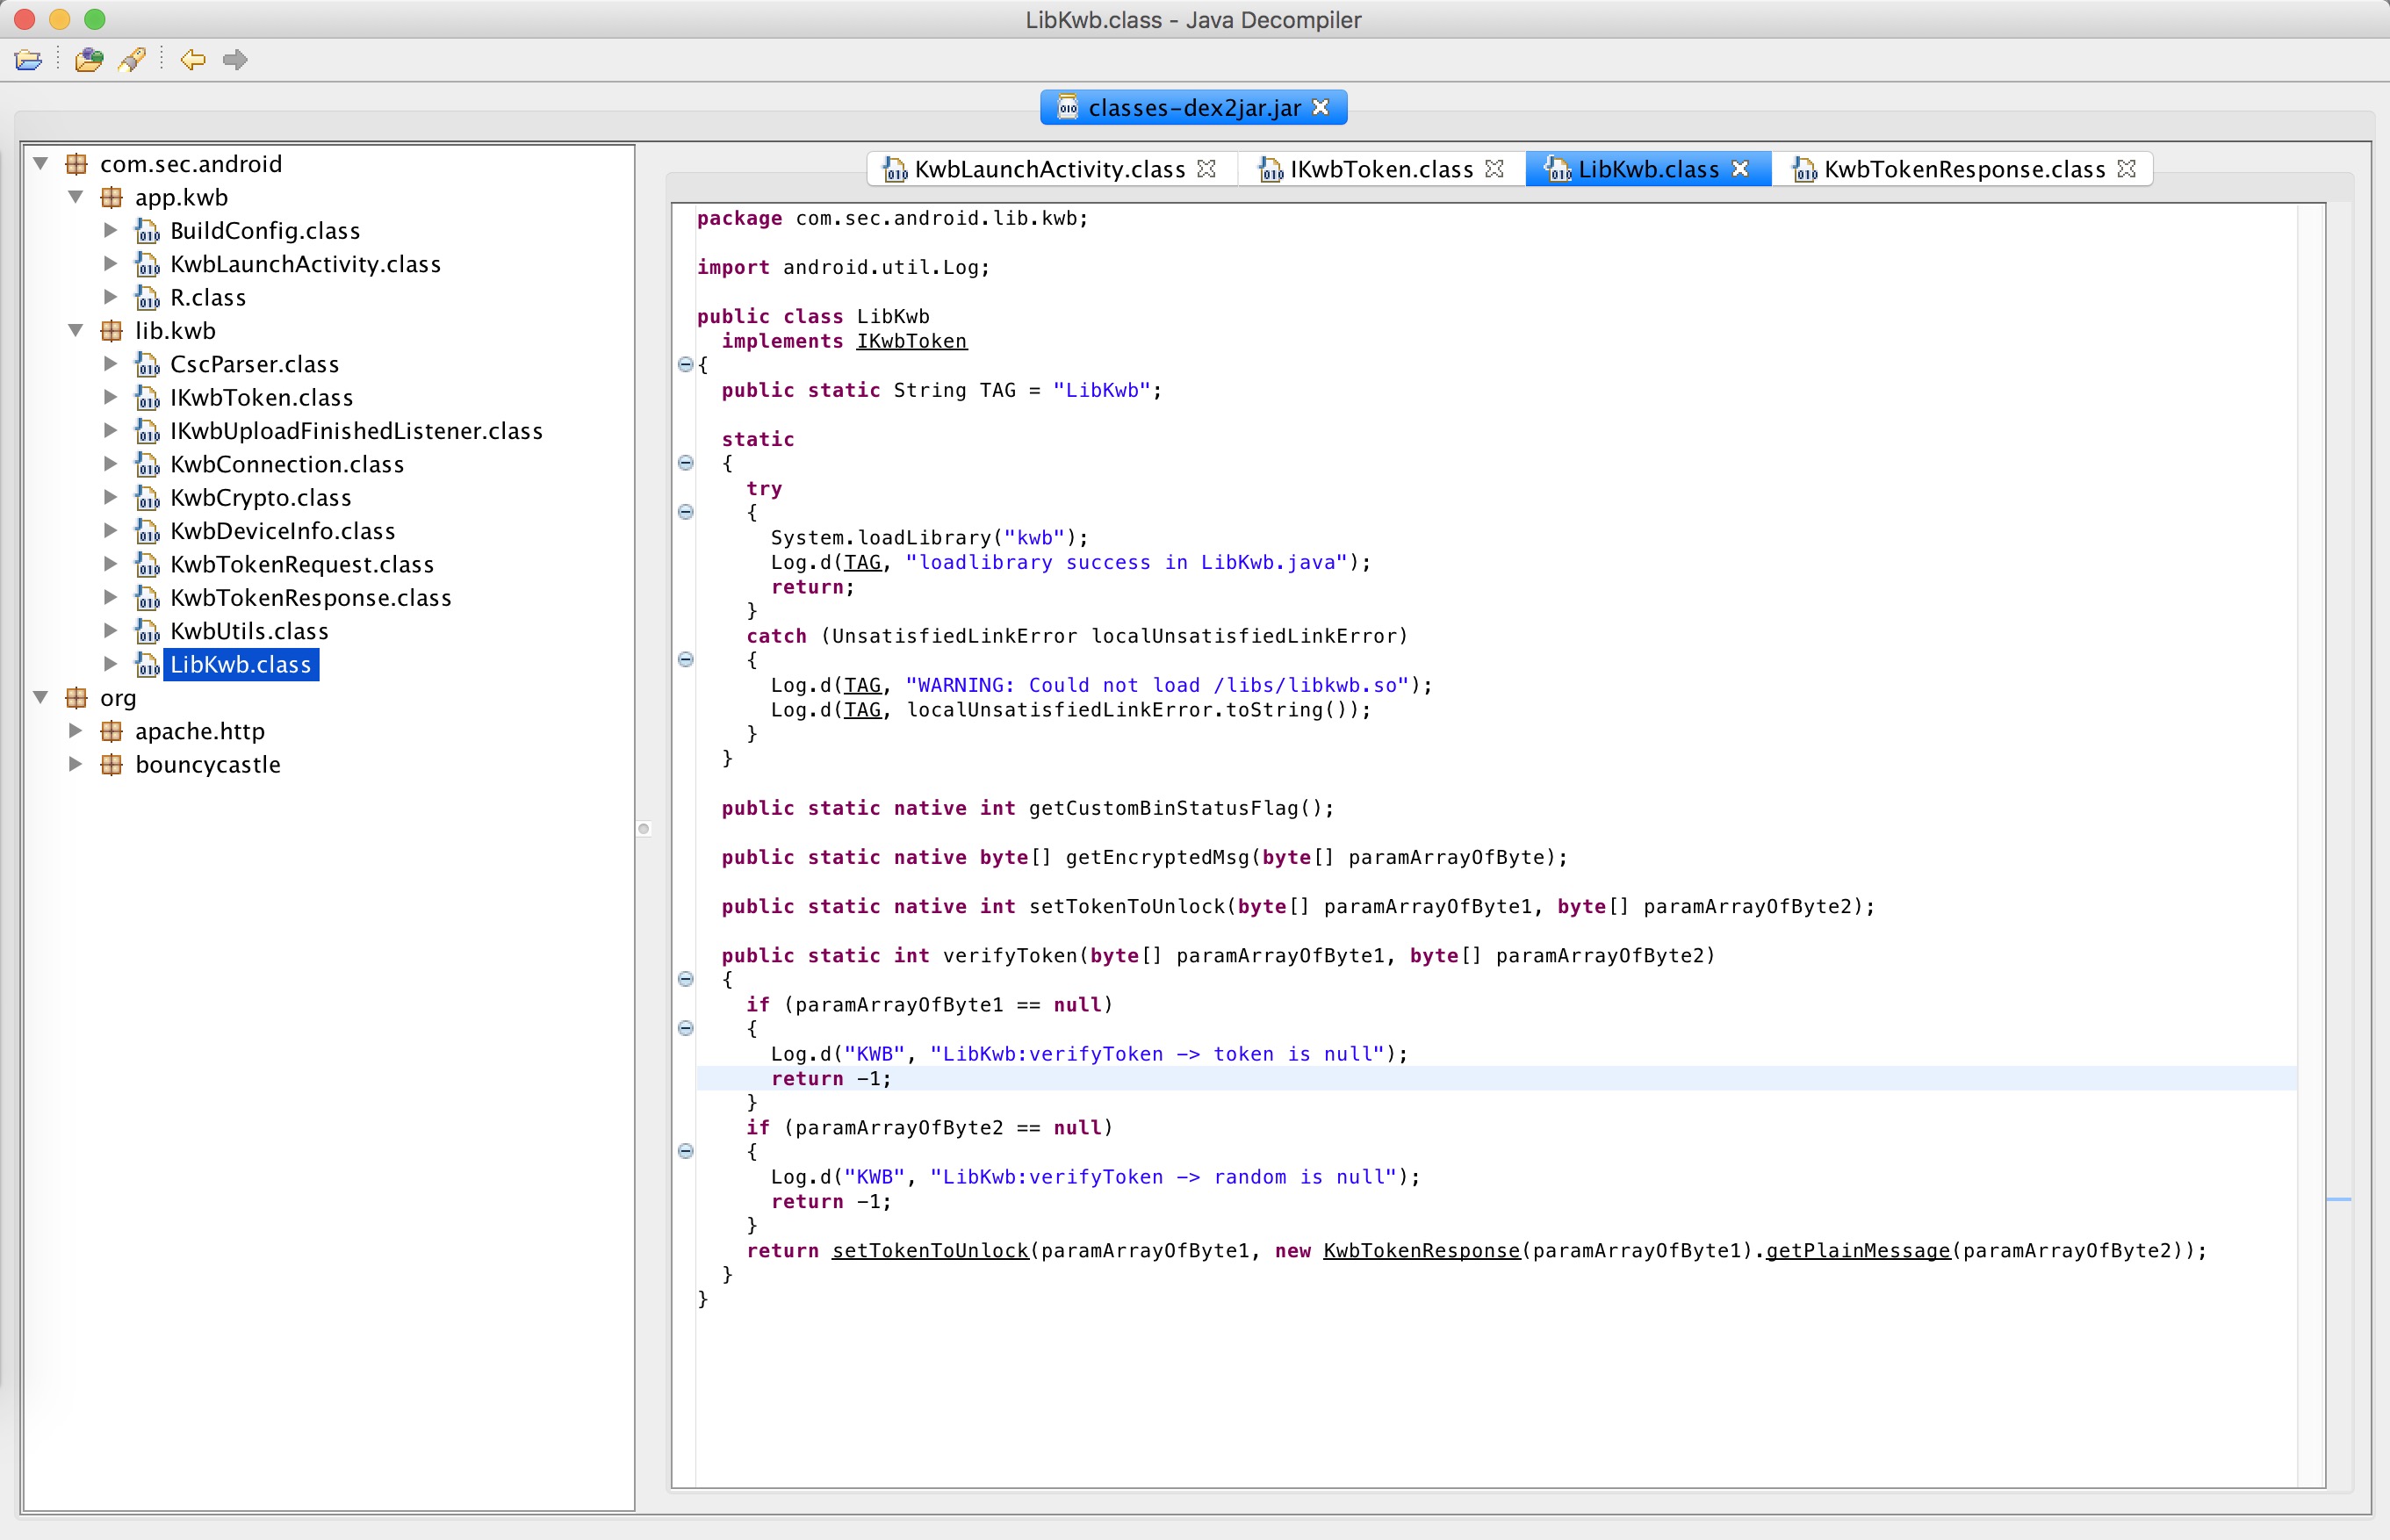 LibKwb.class - Java Decompiler
classes-dex2jar.jar
com.sec.android
app.kwb
BuildConfig.class
KwbLaunchActivity.class
R.class
lib.kwb
CscParser.class
IKwbToken.class
IKwbUploadFinishedListener.class
KwbConnection.class
KwbCrypto.class
KwbDeviceInfo.class
KwbTokenRequest.class
KwbTokenResponse.class
KwbUtils.class
LibKwb.class
org
apache.http
bouncycastle
KwbLaunchActivity.class IKwbToken.class LibKwb.class KwbTokenResponse.class
package com.sec.android.lib.kwb;
import android.util.Log;
public class LibKwb
implements IKwbToken
{
public static String TAG = "LibKwb";
static
{
try
{
System.loadLibrary("kwb");
Log.d(TAG, "loadlibrary success in LibKwb.java");
return;
}
catch (UnsatisfiedLinkError localUnsatisfiedLinkError)
{
Log.d(TAG, "WARNING: Could not load /libs/libkwb.so");
Log.d(TAG, localUnsatisfiedLinkError.toString());
}
}
public static native int getCustomBinStatusFlag();
public static native byte[] getEncryptedMsg(byte[] paramArrayOfByte);
public static native int setTokenToUnlock(byte[] paramArrayOfByte1, byte[] paramArrayOfByte2);
public static int verifyToken(byte[] paramArrayOfByte1, byte[] paramArrayOfByte2)
{
if (paramArrayOfByte1 == null)
{
Log.d("KWB", "LibKwb:verifyToken -> token is null");
return -1;
}
if (paramArrayOfByte2 == null)
{
Log.d("KWB", "LibKwb:verifyToken -> random is null");
return -1;
}
return setTokenToUnlock(paramArrayOfByte1, new KwbTokenResponse(paramArrayOfByte1).getPlainMessage(paramArrayOfByte2));
}
}